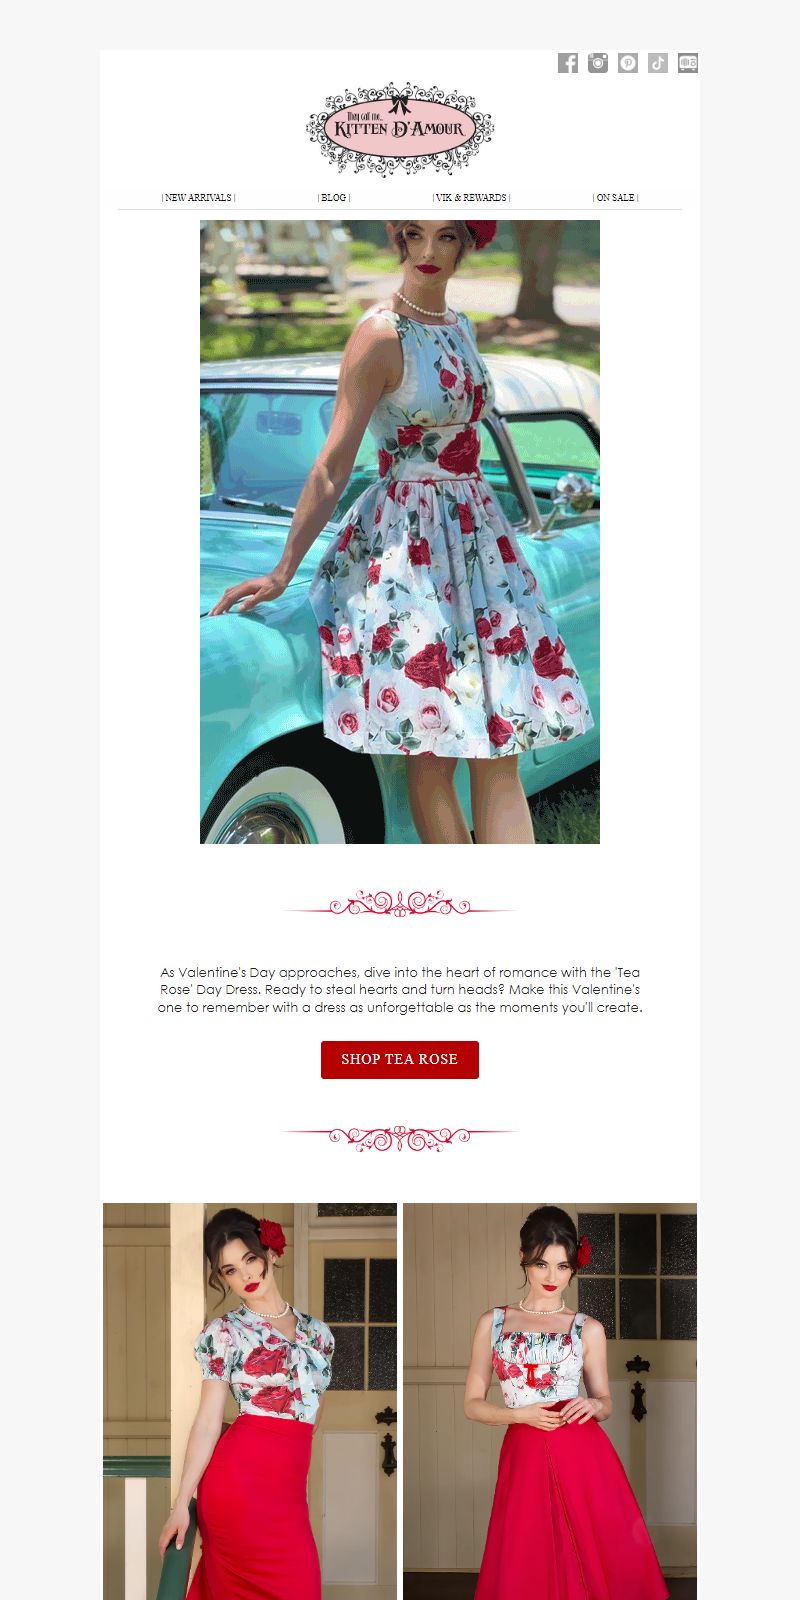 They call me...
KITTEN D'AMOUR
| NEW ARRIVALS |
| BLOG |
| VIK & REWARDS |
| ON SALE |
As Valentine's Day approaches, dive into the heart of romance with the 'Tea
Rose' Day Dress. Ready to steal hearts and turn heads? Make this Valentine's
one to remember with a dress as unforgettable as the moments you'll create.
SHOP TEA ROSE